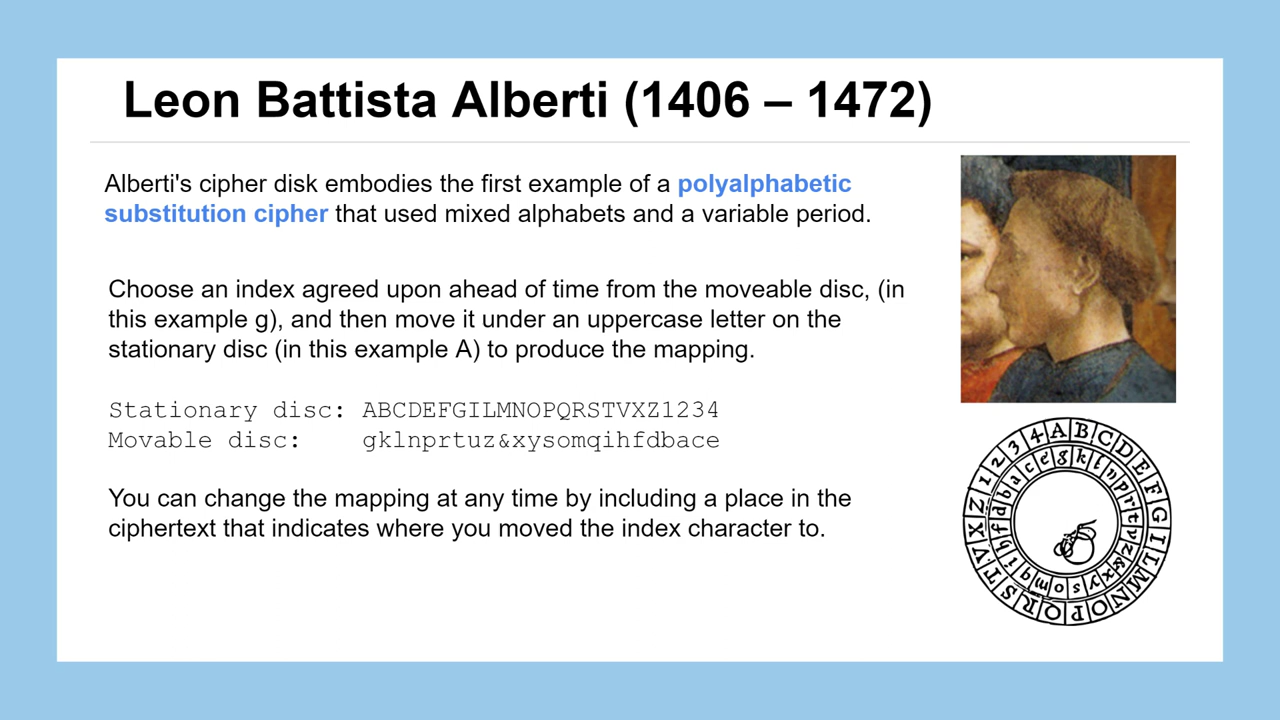 Leon Battista Alberti (1406 – 1472)
Alberti's cipher disk embodies the first example of a polyalphabetic
substitution cipher that used mixed alphabets and a variable period.
Choose an index agreed upon ahead of time from the moveable disc, (in
this example g), and then move it under an uppercase letter on the
stationary disc (in this example A) to produce the mapping.
Stationary disc: ABCDEFGILMNOPQRSTVXZ1234
Movable disc: gklnprtuz&xysomqihfdbace
You can change the mapping at any time by including a place in the
ciphertext that indicates where you moved the index character to.
ABCDEFGILMNOPQRSTVXZ1234
gklnprtvz&xysomqihfdbace